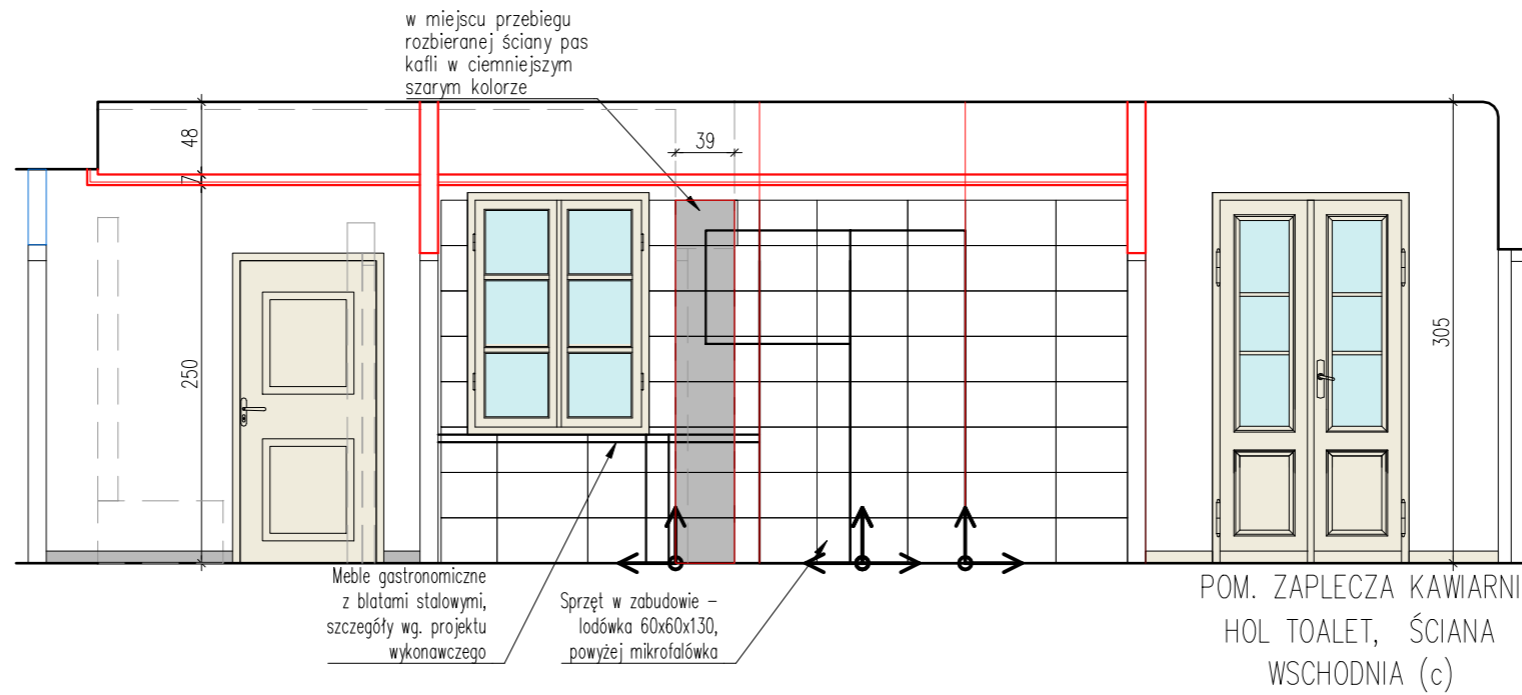 w miejscu przebiegu
rozbieranej ściany pas
kafli w ciemniejszym
szarym kolorze
48
39
7
250
305
Meble gastronomiczne
z blatami stalowymi,
szczegóły wg. projektu
wykonawczego
Sprzęt w zabudowie –
lodówka 60x60x130,
powyżej mikrofalówka
POM. ZAPLECZA KAWIARNI
HOL TOALET, ŚCIANA
WSCHODNIA (c)